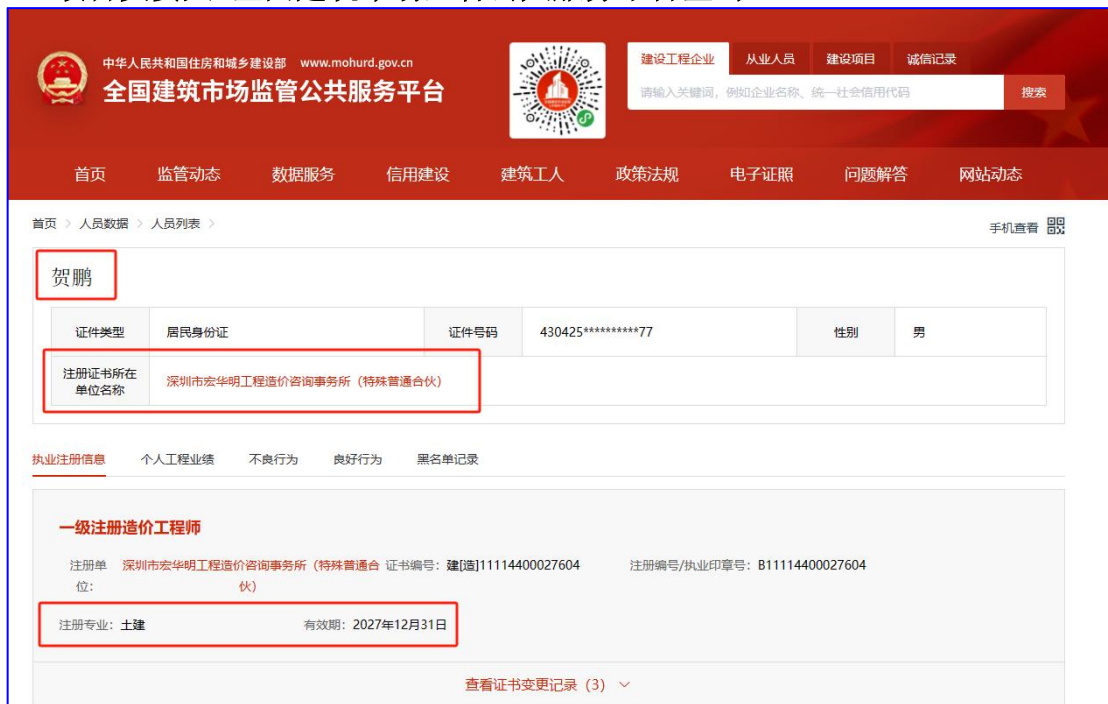 中华人民共和国住房和城乡建设部 www.mohurd.gov.cn
全国建筑市场监管公共服务平台
建设工程企业 从业人员 建设项目 诚信记录
请输入关键词，例如企业名称、统一社会信用代码 搜索
首页 监管动态 数据服务 信用建设 建筑工人 政策法规 电子证照 问题解答 网站动态
首页 > 人员数据 > 人员列表 >
手机查看
贺鹏
证件类型 居民身份证 证件号码 430425**********77 性别 男
注册证书所在
单位名称
深圳市宏华明工程造价咨询事务所（特殊普通合伙）
执业注册信息 个人工程业绩 不良行为 良好行为 黑名单记录
一级注册造价工程师
注册单 深圳市宏华明工程造价咨询事务所（特殊普通合 证书编号：建[造]11114400027604 注册编号/执业印章号：B11114400027604
位： 伙）
注册专业：土建 有效期：2027年12月31日
查看证书变更记录（3）